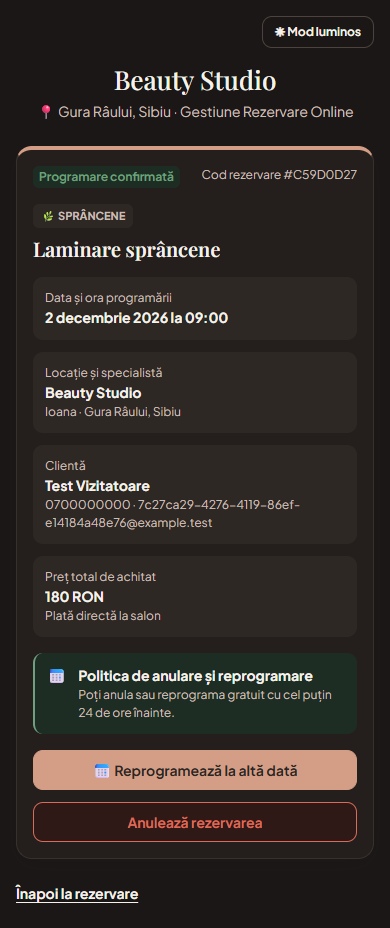 Mod luminos
Beauty Studio
Gura Râului, Sibiu · Gestiune Rezervare Online
Programare confirmată
Cod rezervare #C59D0D27
SPRÂNCENE
Laminare sprâncene
Data și ora programării
2 decembrie 2026 la 09:00
Locație și specialistă
Beauty Studio
Ioana · Gura Râului, Sibiu
Clientă
Test Vizitatoare
0700000000 · 7c27ca29-4276-4119-86ef-
e14184a48e76@example.test
Preț total de achitat
180 RON
Plată directă la salon
Politica de anulare și reprogramare
Poți anula sau reprograma gratuit cu cel puțin
24 de ore înainte.
Reprogramează la altă dată
Anulează rezervarea
Înapoi la rezervare